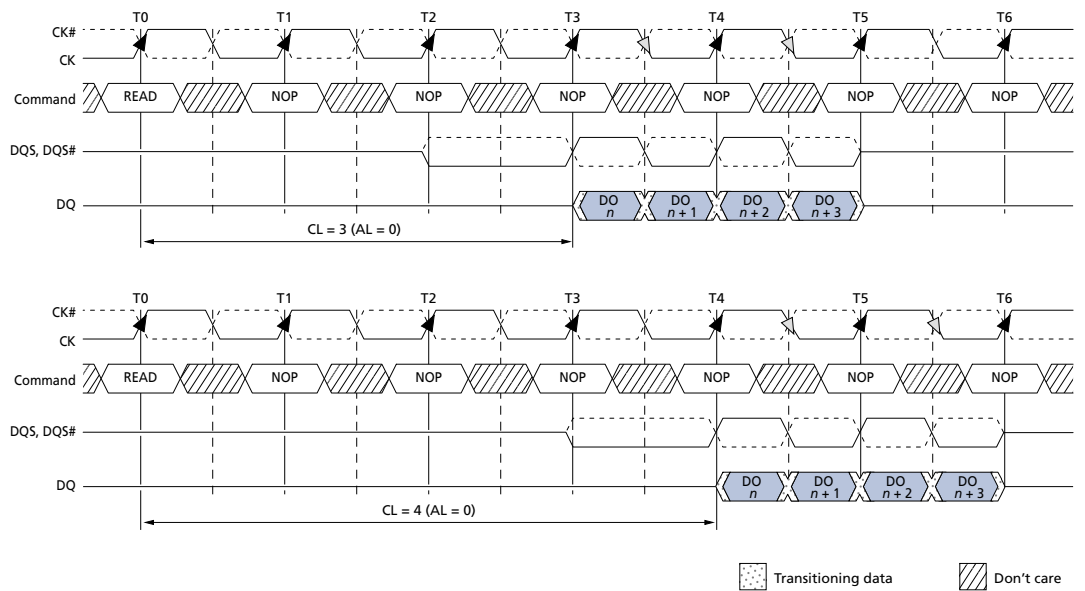 T0 T1 T2 T3 T4 T5 T6
CK#
CK
Command READ NOP NOP NOP NOP NOP NOP
DQS, DQS#
DQ DO n DO n + 1 DO n + 2 DO n + 3
CL = 3 (AL = 0)
T0 T1 T2 T3 T4 T5 T6
CK#
CK
Command READ NOP NOP NOP NOP NOP NOP
DQS, DQS#
DQ DO n DO n + 1 DO n + 2 DO n + 3
CL = 4 (AL = 0)
Transitioning data Don't care